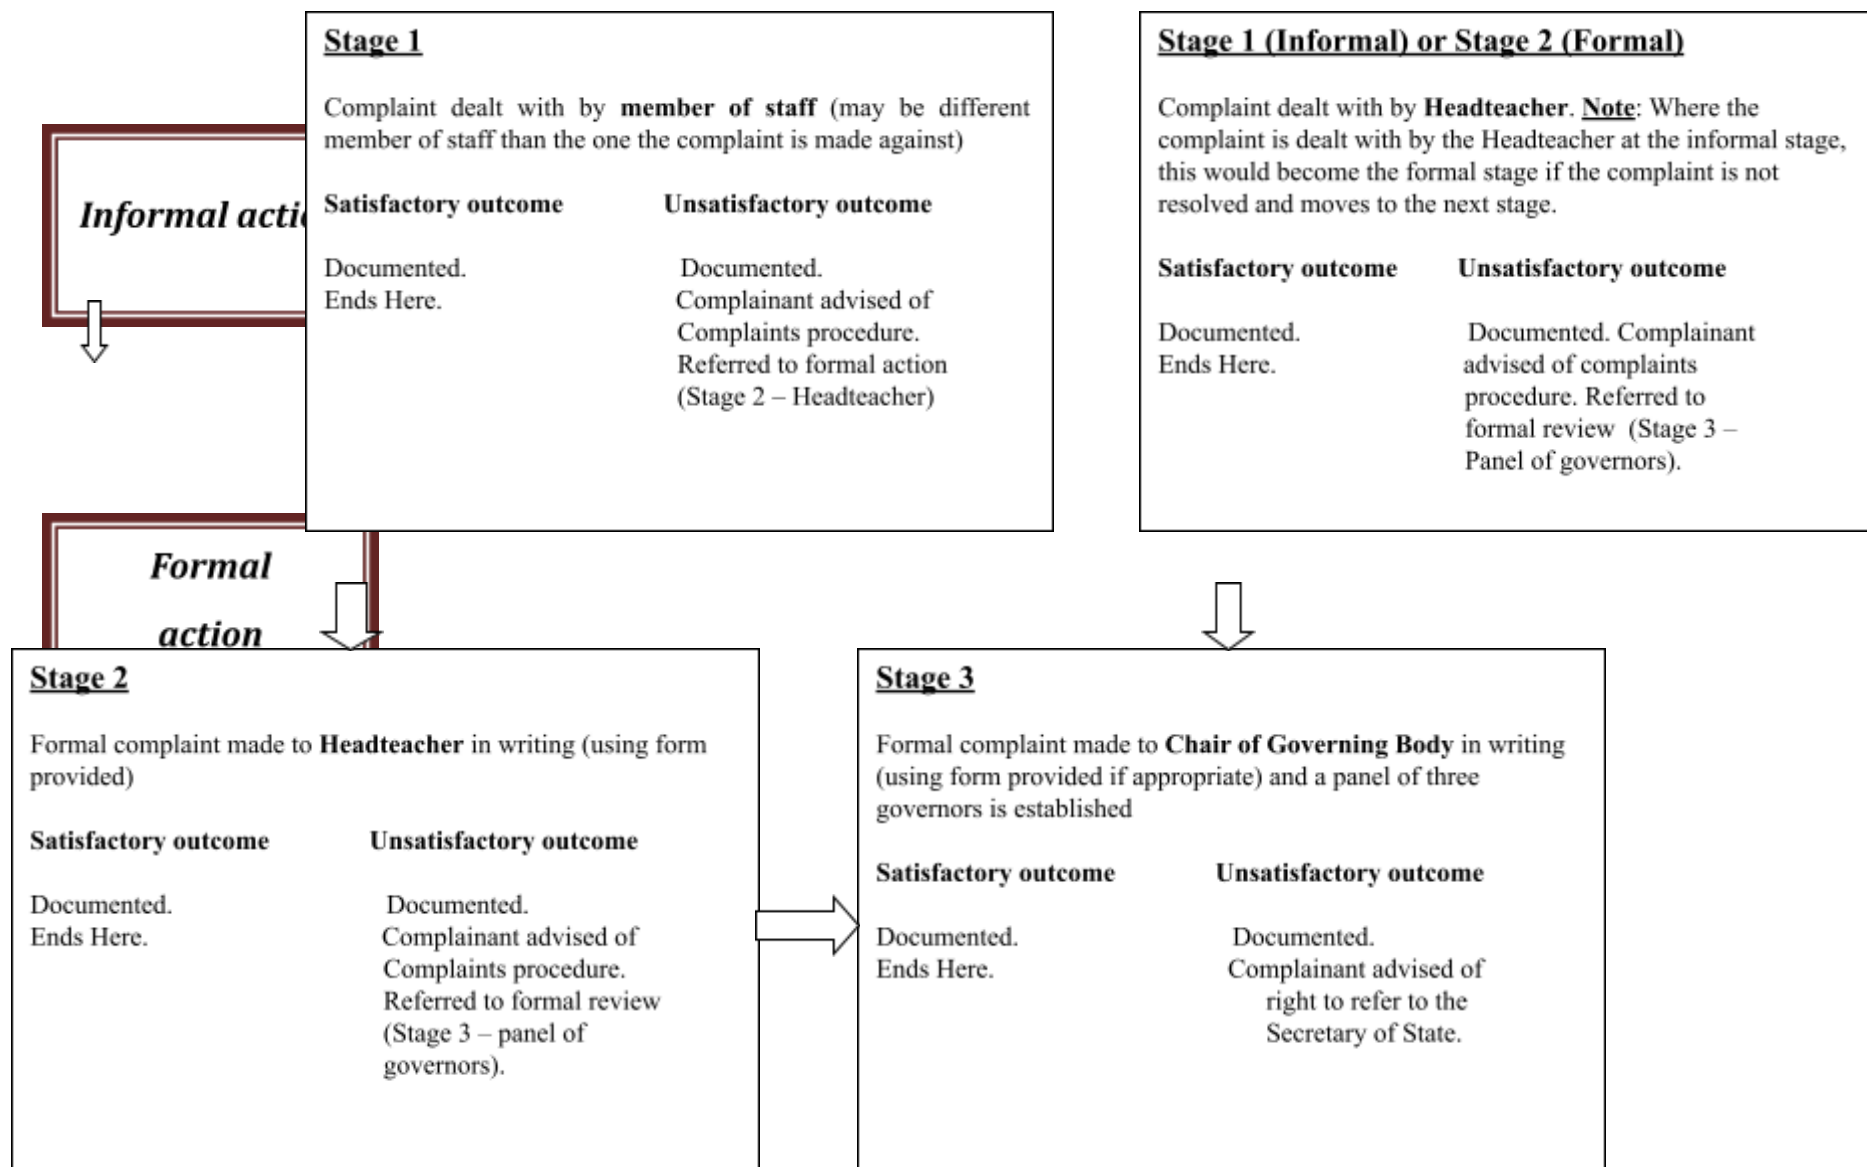 Stage 1
Complaint dealt with by member of staff (may be different
member of staff than the one the complaint is made against)
Satisfactory outcome Unsatisfactory outcome
Documented. Documented.
Ends Here. Complainant advised of
Complaints procedure.
Referred to formal action
(Stage 2 – Headteacher)
Stage 1 (Informal) or Stage 2 (Formal)
Complaint dealt with by Headteacher. Note: Where the
complaint is dealt with by the Headteacher at the informal stage,
this would become the formal stage if the complaint is not
resolved and moves to the next stage.
Satisfactory outcome Unsatisfactory outcome
Documented. Documented. Complainant
Ends Here. advised of complaints
procedure. Referred to
formal review (Stage 3 –
Panel of governors).
Informal
Formal
action
Stage 2
Formal complaint made to Headteacher in writing (using form
provided)
Satisfactory outcome Unsatisfactory outcome
Documented. Documented.
Ends Here. Complainant advised of
Complaints procedure.
Referred to formal review
(Stage 3 – panel of
governors).
Stage 3
Formal complaint made to Chair of Governing Body in writing
(using form provided if appropriate) and a panel of three
governors is established
Satisfactory outcome Unsatisfactory outcome
Documented. Documented.
Ends Here. Complainant advised of
right to refer to the
Secretary of State.